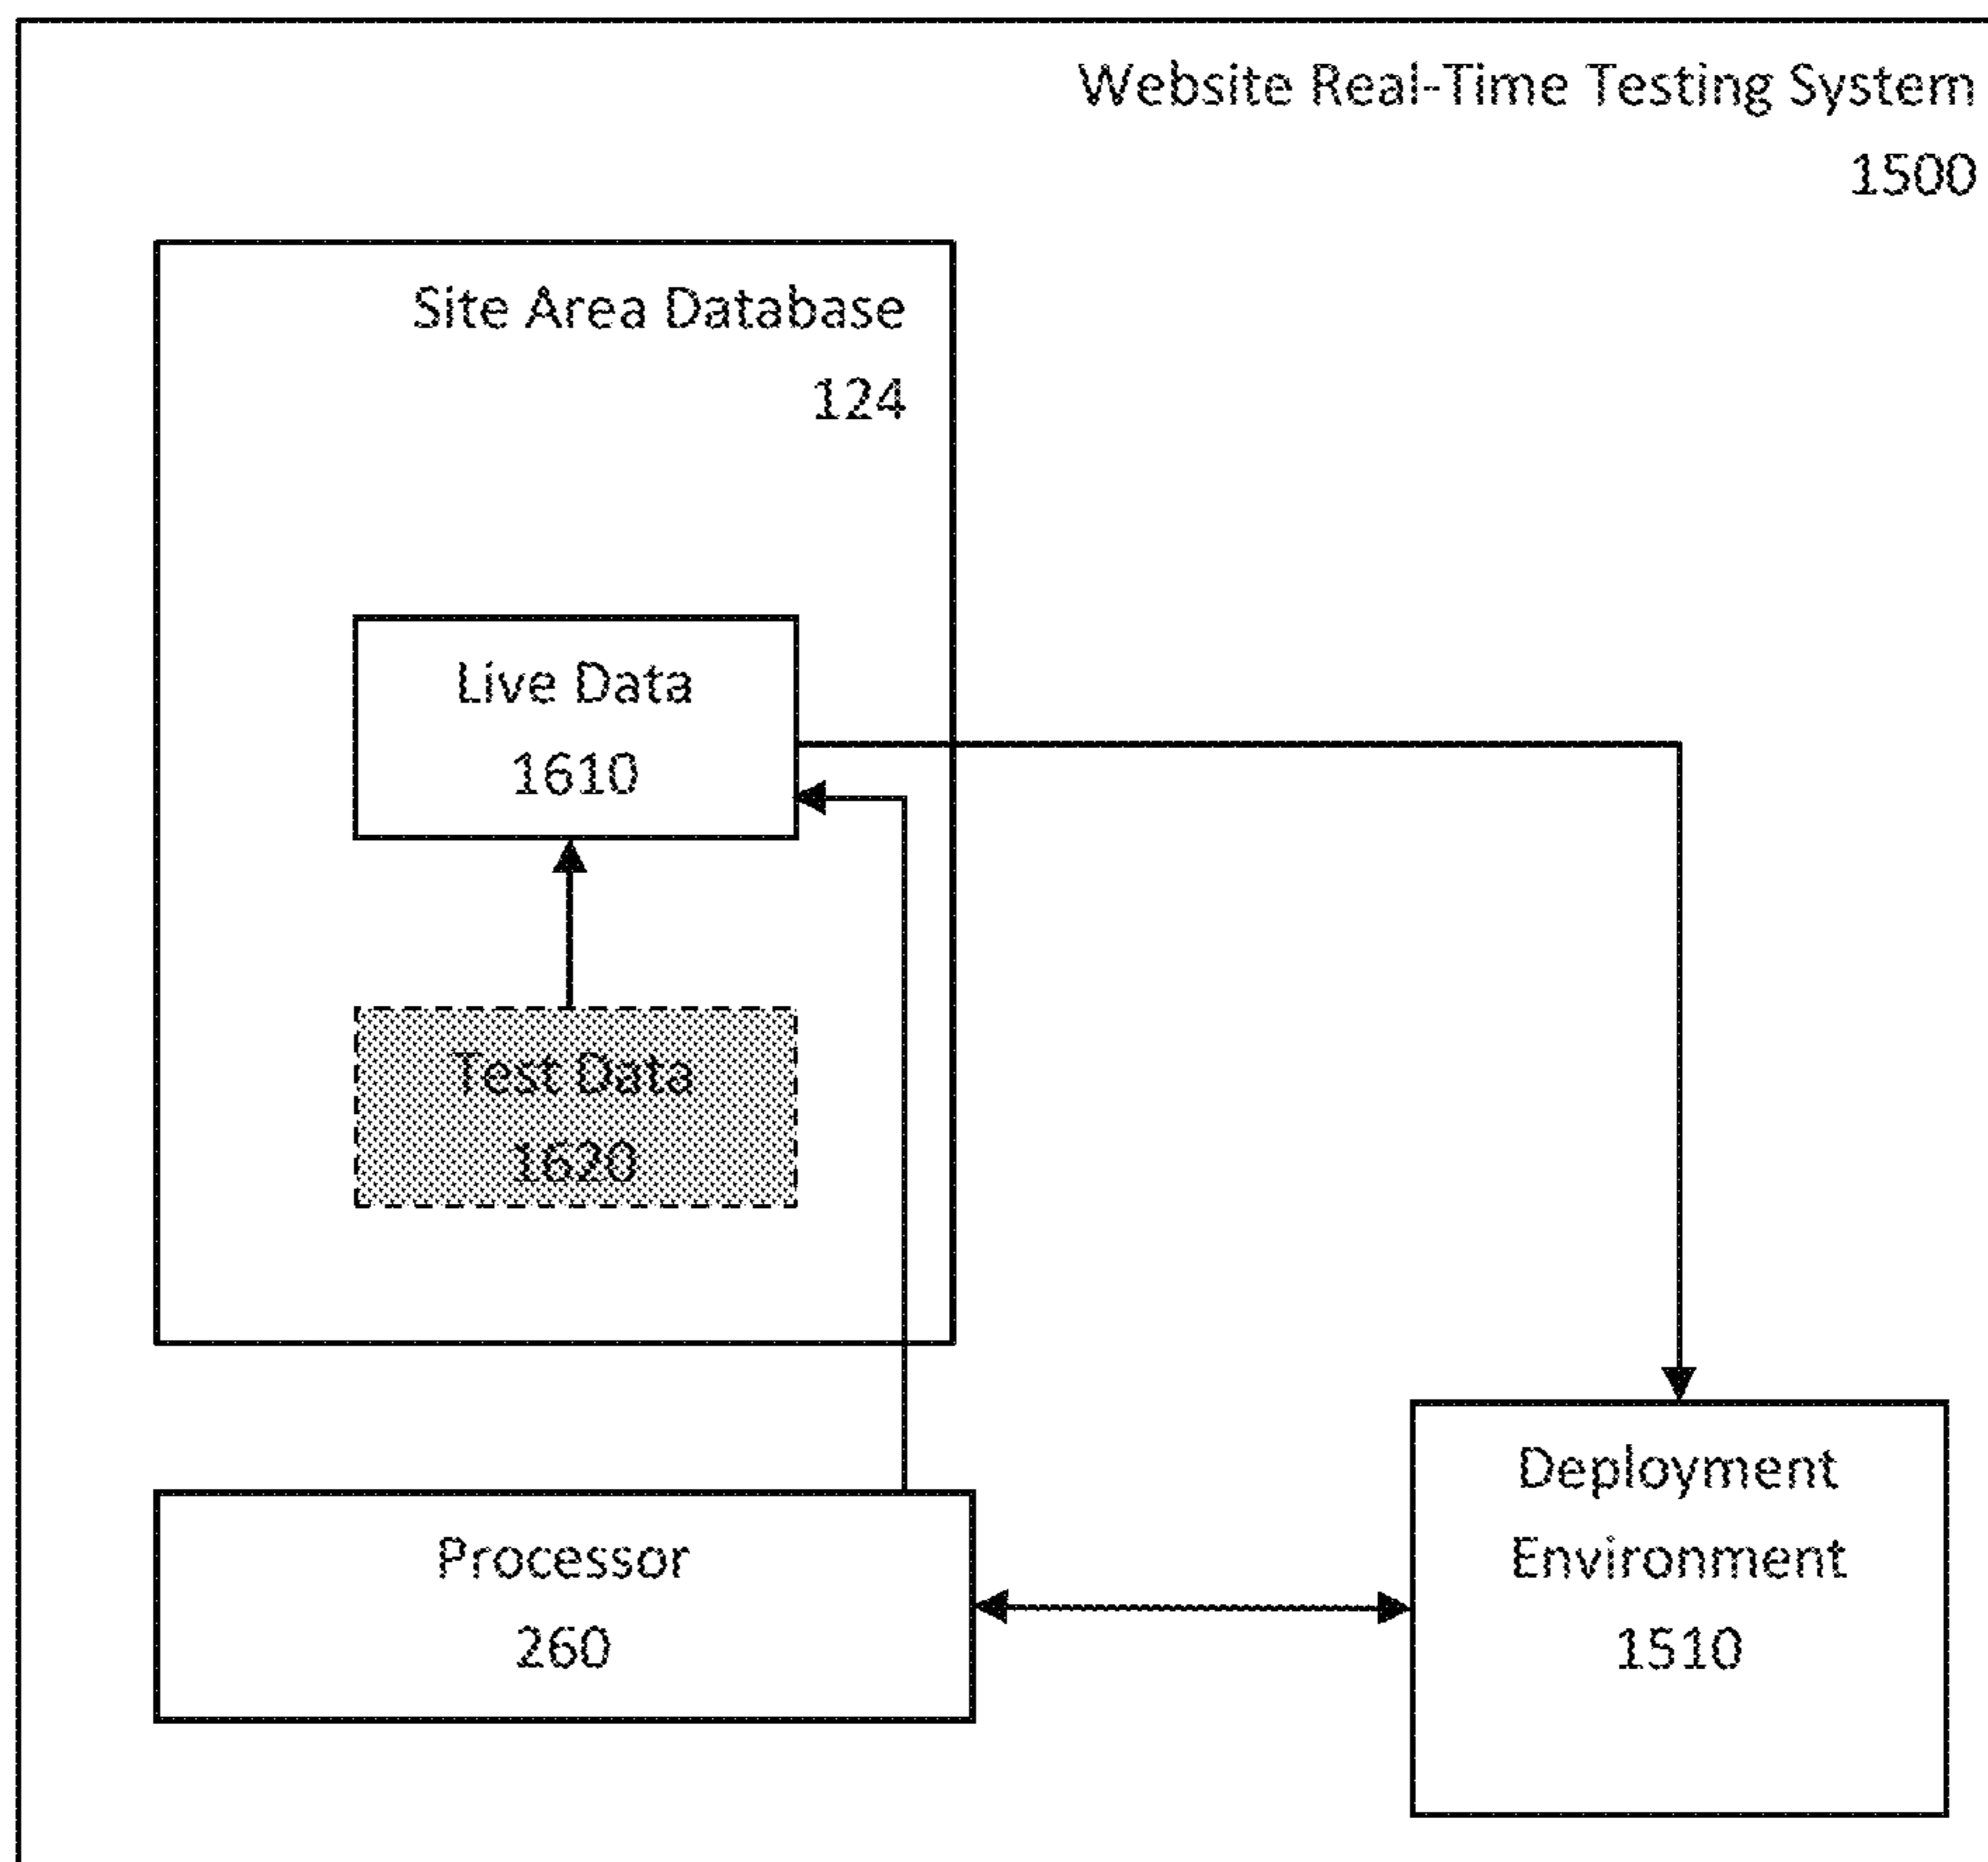 Website Real-Time Testing System
1500
Site Area Database
124
Live Data
1610
Test Data
1620
Processor
260
Deployment
Environment
1510